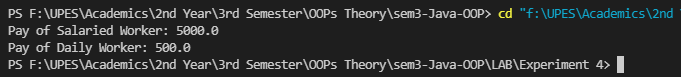 PS F:\UPES\Academics\2nd Year\3rd Semester\OOPs Theory\sem3-Java-OOP> cd "f:\UPES\Academics\2nd
Pay of Salaried Worker: 5000.0
Pay of Daily Worker: 500.0
PS F:\UPES\Academics\2nd Year\3rd Semester\OOPs Theory\sem3-Java-OOP\LAB\Experiment 4>